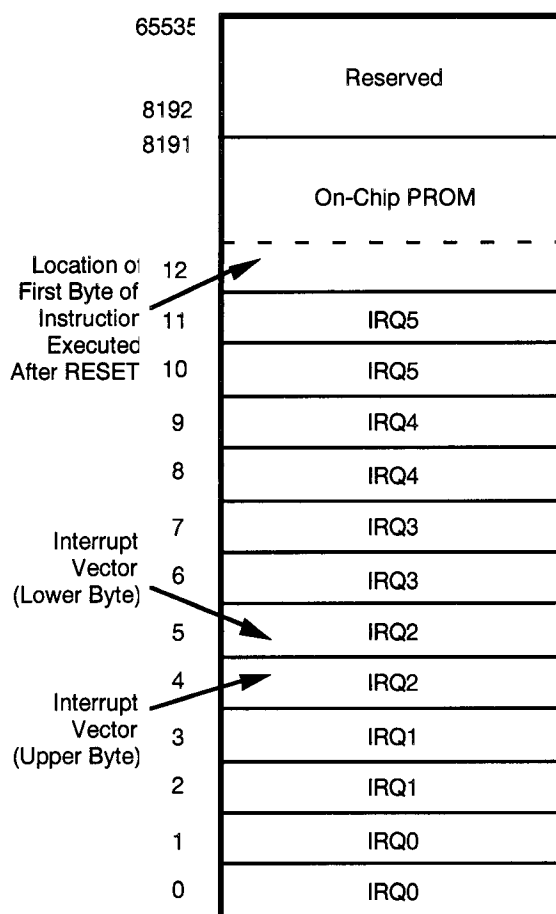 65535
Reserved
8192
8191
On-Chip PROM
Location of
First Byte of
Instruction
Executed
After RESET
12
11 IRQ5
10 IRQ5
9 IRQ4
8 IRQ4
7 IRQ3
Interrupt
Vector
(Lower Byte)
6 IRQ3
5 IRQ2
4 IRQ2
Interrupt
Vector
(Upper Byte)
3 IRQ1
2 IRQ1
1 IRQ0
0 IRQ0